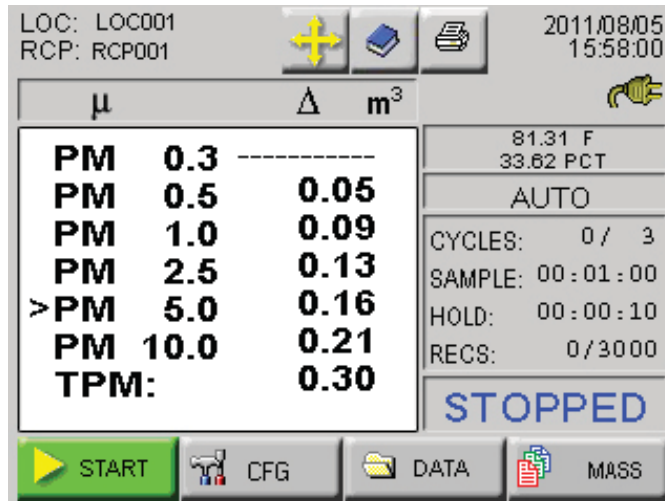 LOC: LOC001
RCP: RCP001
2011/08/05
15:58:00
µ Δ m³
PM 0.3 -----------
PM 0.5 0.05
PM 1.0 0.09
PM 2.5 0.13
>PM 5.0 0.16
PM 10.0 0.21
TPM: 0.30
81.31 F
33.62 PCT
AUTO
CYCLES: 0/ 3
SAMPLE: 00:01:00
HOLD: 00:00:10
RECS: 0/3000
STOPPED
START CFG DATA MASS